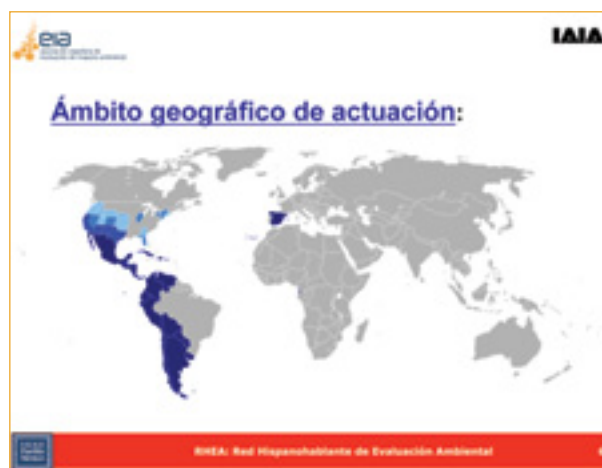 eia
IAIA
Ámbito geográfico de actuación:
RHEA: Red Hispanohablante de Evaluación Ambiental